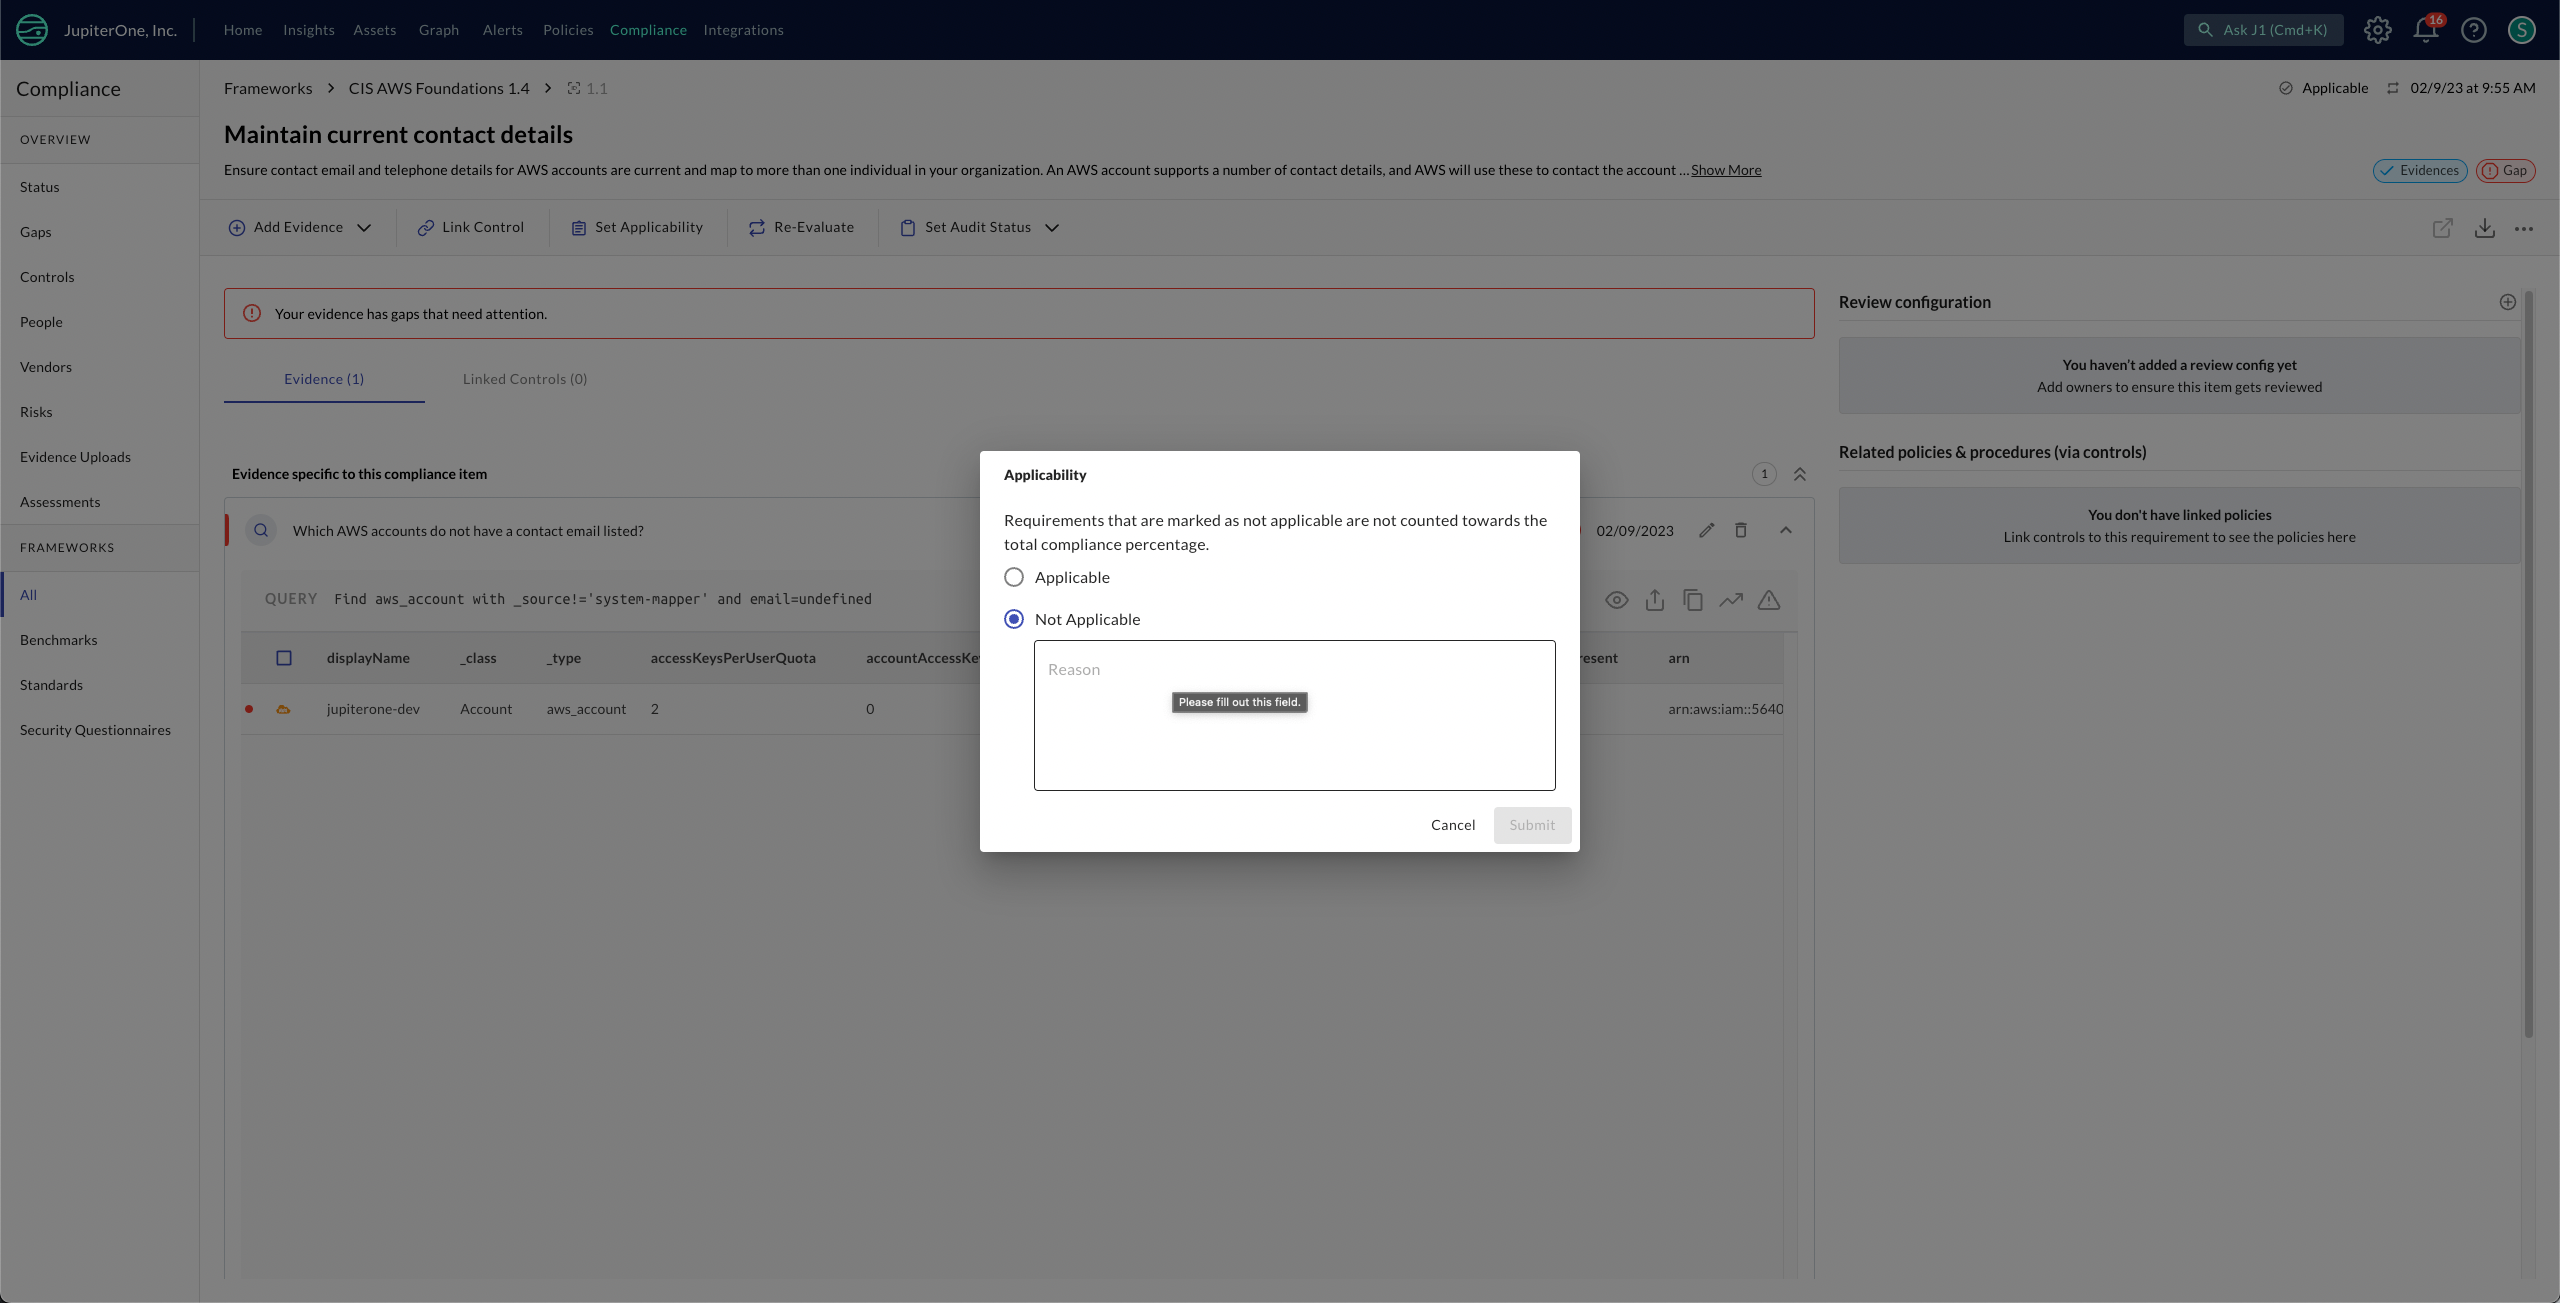 JupiterOne, Inc.
Home Insights Assets Graph Alerts Policies Compliance Integrations
Ask J1 (Cmd+K)
16
S
Compliance
OVERVIEW
Status
Gaps
Controls
People
Vendors
Risks
Evidence Uploads
Assessments
FRAMEWORKS
All
Benchmarks
Standards
Security Questionnaires
Frameworks > CIS AWS Foundations 1.4 > 1.1
Applicable 02/9/23 at 9:55 AM
Maintain current contact details
Ensure contact email and telephone details for AWS accounts are current and map to more than one individual in your organization. An AWS account supports a number of contact details, and AWS will use these to contact the account ... Show More
Evidences Gap
Add Evidence Link Control Set Applicability Re-Evaluate Set Audit Status
Your evidence has gaps that need attention.
Evidence (1) Linked Controls (0)
Evidence specific to this compliance item
1
Which AWS accounts do not have a contact email listed?
02/09/2023
QUERY Find aws_account with _source!='system-mapper' and email=undefined
displayName _class _type accessKeysPerUserQuota accountAccessKe resent arn
jupiterone-dev Account aws_account 2 0 arn:aws:iam::5640
Applicability
Requirements that are marked as not applicable are not counted towards the
total compliance percentage.
Applicable
Not Applicable
Reason
Please fill out this field.
Cancel Submit
Review configuration
You haven't added a review config yet
Add owners to ensure this item gets reviewed
Related policies & procedures (via controls)
You don't have linked policies
Link controls to this requirement to see the policies here